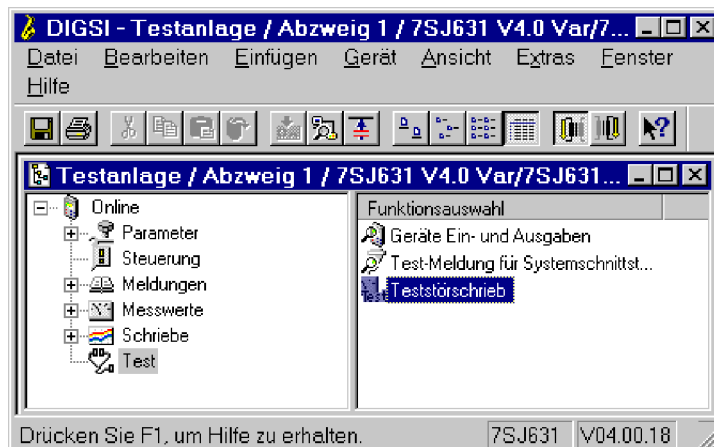 DIGSI - Testanlage / Abzweig 1 / 7SJ631 V4.0 Var/7...
Datei Bearbeiten Einfügen Gerät Ansicht Extras Fenster
Hilfe
Testanlage / Abzweig 1 / 7SJ631 V4.0 Var/7SJ631...
Online
Parameter
Steuerung
Meldungen
Messwerte
Schriebe
Test
Funktionsauswahl
Geräte Ein- und Ausgaben
Test-Meldung für Systemschnittst...
Teststörschrieb
Drücken Sie F1, um Hilfe zu erhalten.
7SJ631
V04.00.18